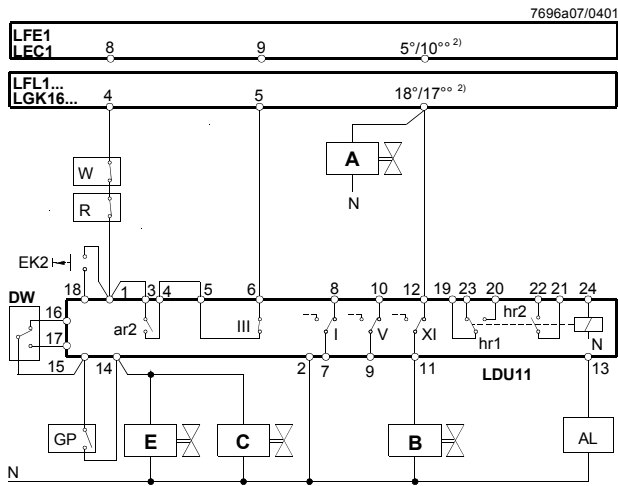 7696a07/0401
LFE1
LEC1
8
9
5°/10°° 2)
LFL1...
LGK16...
4
5
18°/17°° 2)
A
N
W
R
EK2
18
1
3
4
5
6
8
10
12
19
23
20
22
21
24
DW
16
17
ar2
III
I
V
XI
hr2
hr1
N
15
14
2
7
9
11
LDU11
13
GP
E
C
B
AL
N